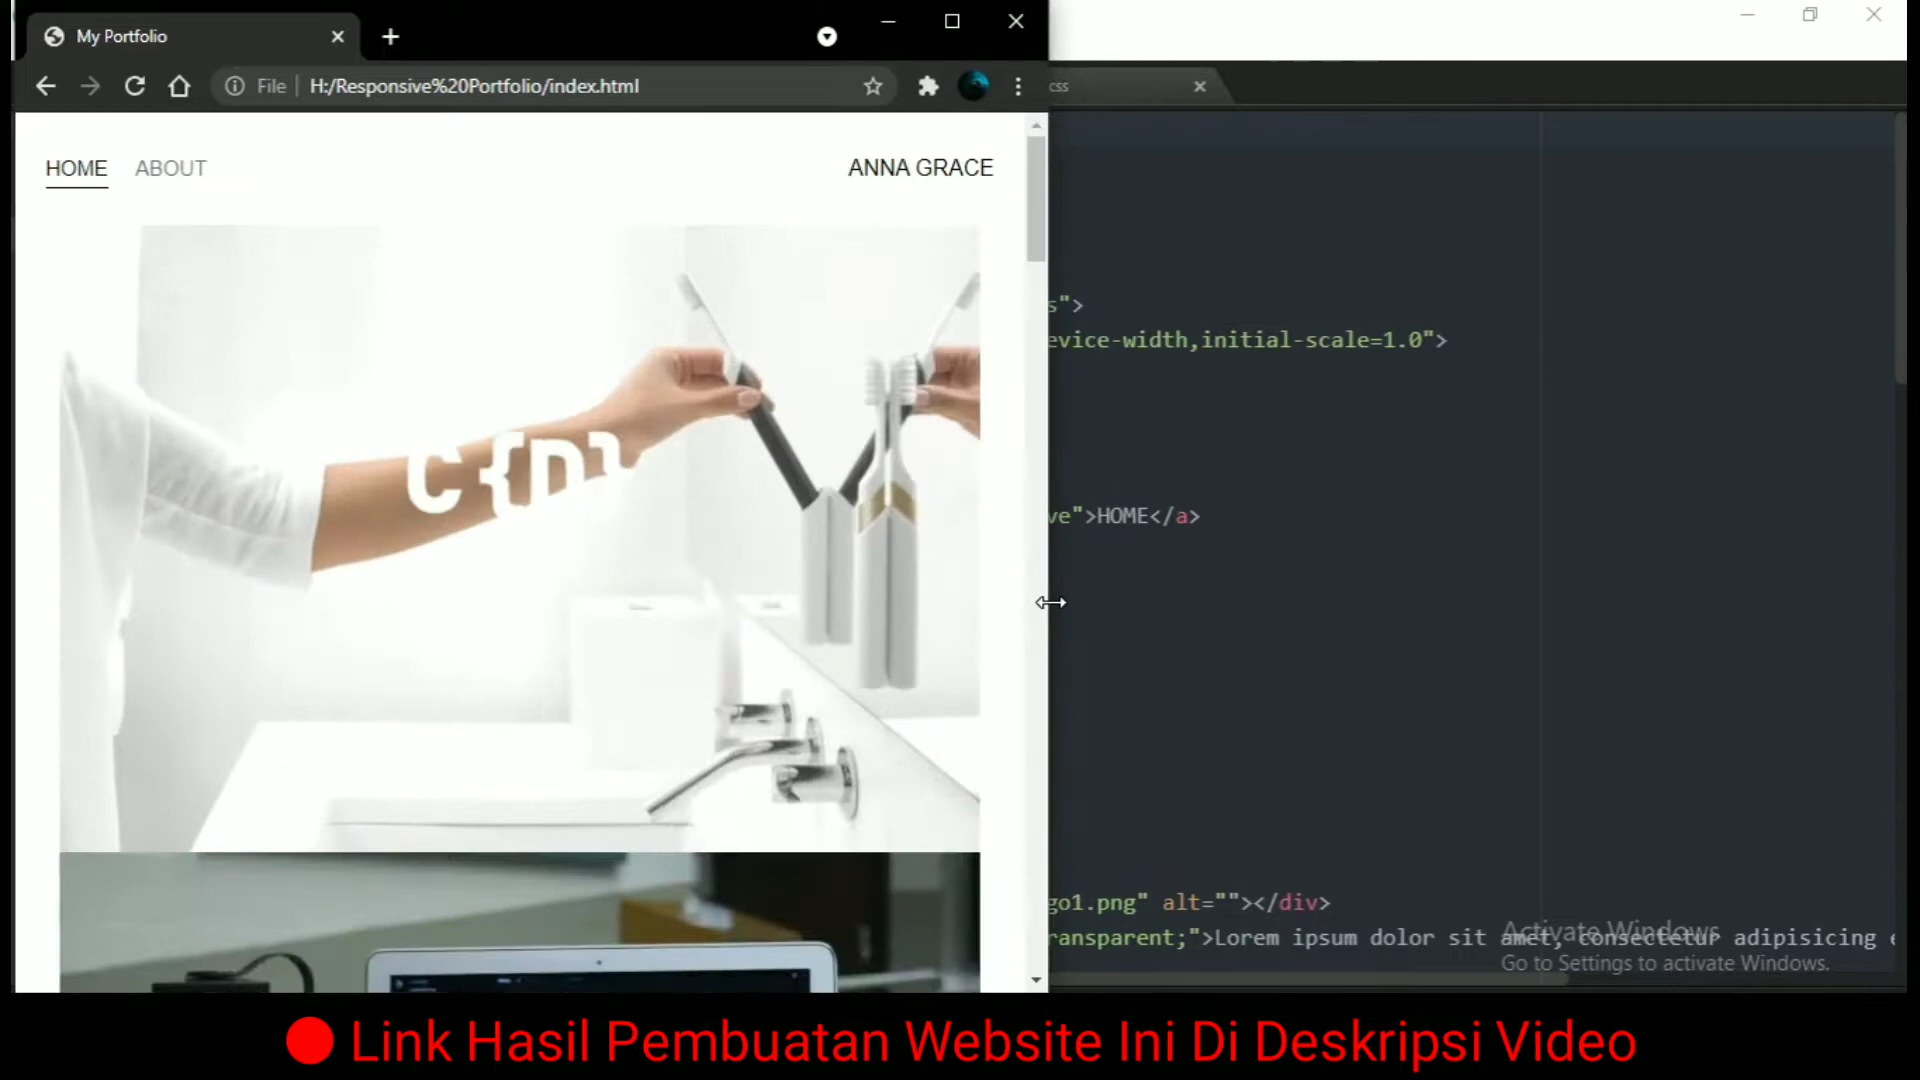 My Portfolio
File
H:/Responsive%20Portfolio/index.html
css
HOME ABOUT
ANNA GRACE
s">
evice-width,initial-scale=1.0">
C{D}
ve">HOME</a>
go1.png" alt=""></div>
ransparent;">Lorem ipsum dolor sit amet, consectetur adipisicing e
Activate Windows
Go to Settings to activate Windows.
Link Hasil Pembuatan Website Ini Di Deskripsi Video